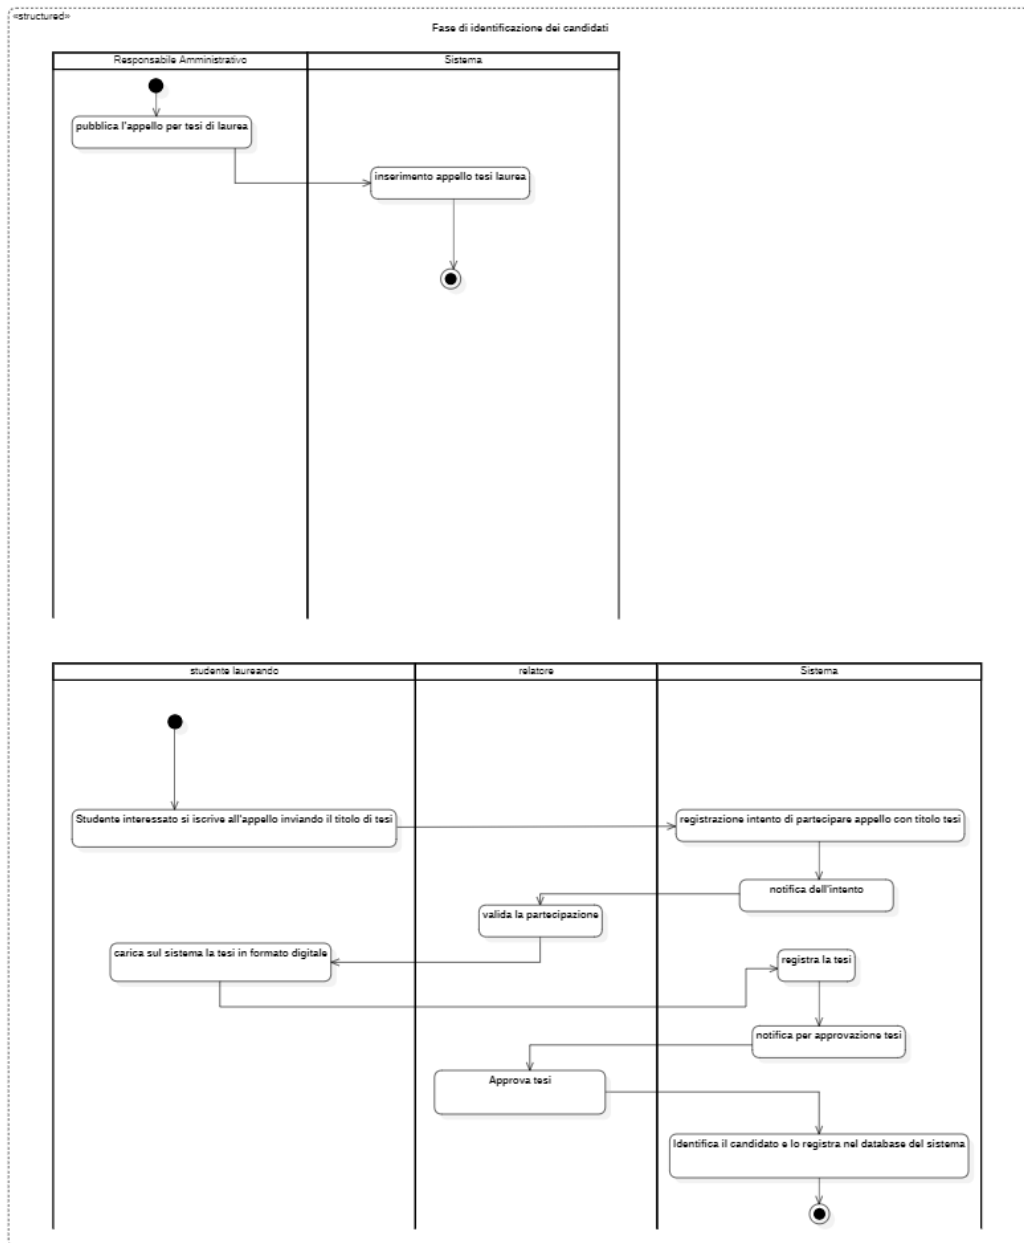 «structured»
Fase di identificazione dei candidati
Responsabile Amministrativo
Sistema
pubblica l'appello per tesi di laurea
inserimento appello tesi laurea
studente laureando
relatore
Sistema
Studente interessato si iscrive all'appello inviando il titolo di tesi
registrazione intento di partecipare appello con titolo tesi
notifica dell'intento
valida la partecipazione
carica sul sistema la tesi in formato digitale
registra la tesi
notifica per approvazione tesi
Approva tesi
Identifica il candidato e lo registra nel database del sistema